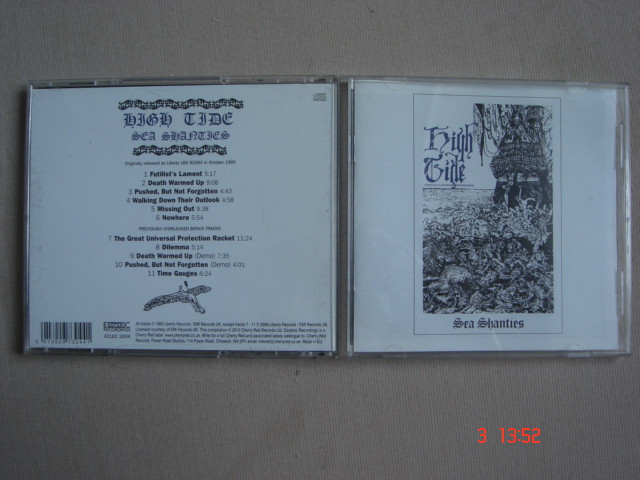 HIGH TIDE
SEA SHANTIES
Originally released as Liberty LBS 83264 in October 1969
1 Futilist's Lament 5:17
2 Death Warmed Up 9:08
3 Pushed, But Not Forgotten 4:43
4 Walking Down Their Outlook 4:58
5 Missing Out 9:38
6 Nowhere 5:54
PREVIOUSLY UNRELEASED BONUS TRACKS
7 The Great Universal Protection Racket 11:24
8 Dilemma 5:14
9 Death Warmed Up (Demo) 7:35
10 Pushed, But Not Forgotten (Demo) 4:01
11 Time Gauges 6:24
High
Tide
Sea Shanties
3 13:52